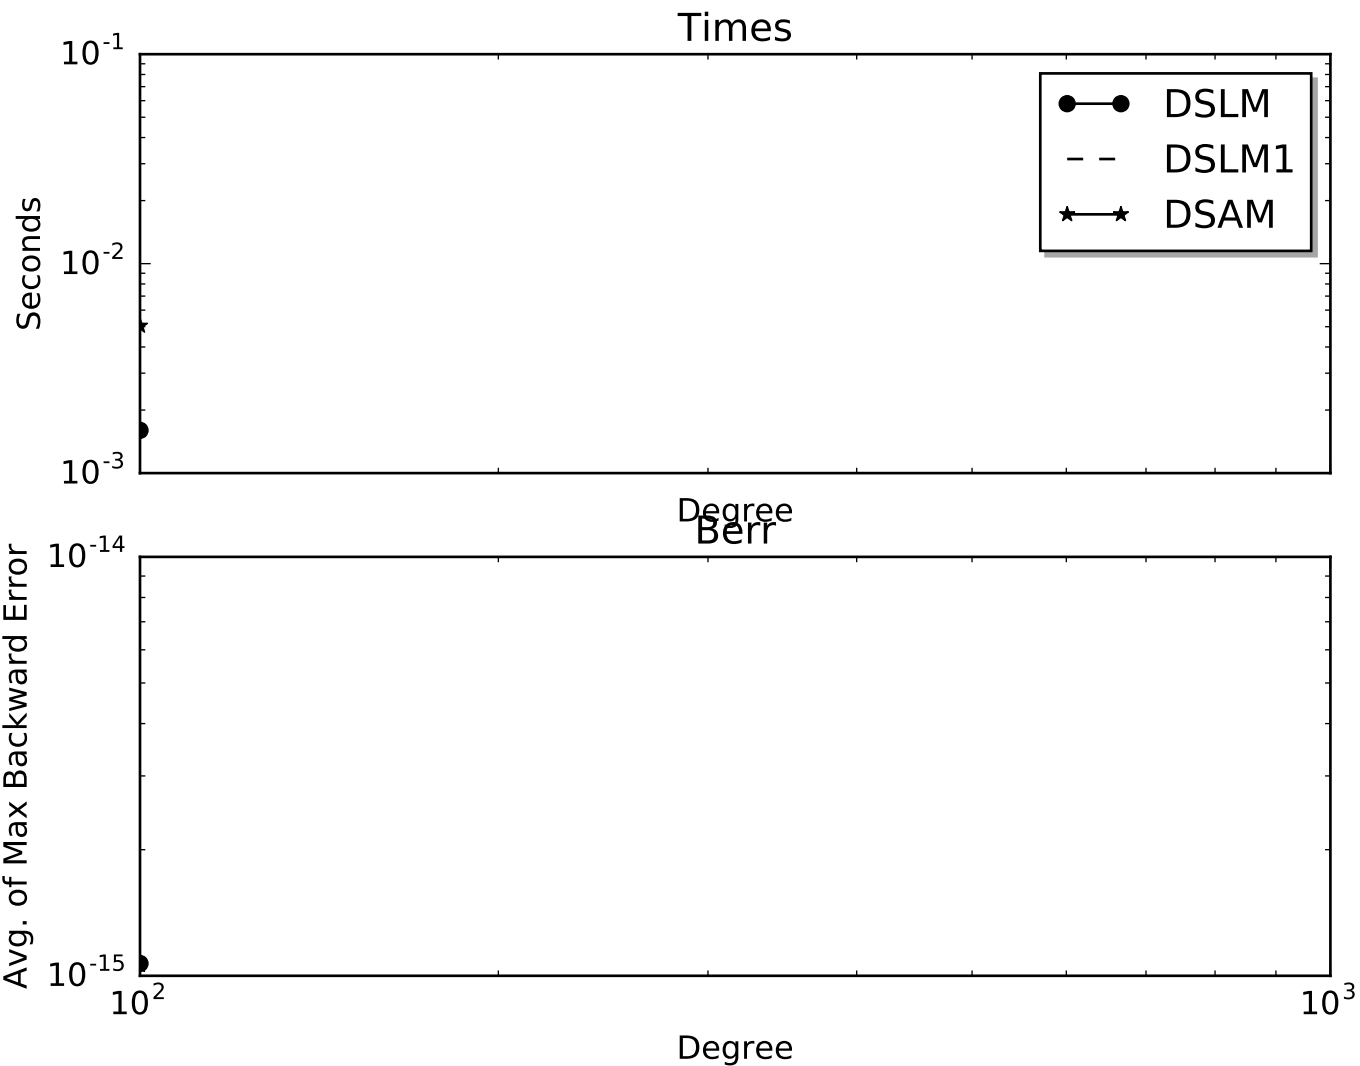 Times
10^-1
DSLM
DSLM1
DSAM
Seconds
10^-2
10^-3
Degree
Berr
10^-14
Avg. of Max Backward Error
10^-15
10^2
10^3
Degree